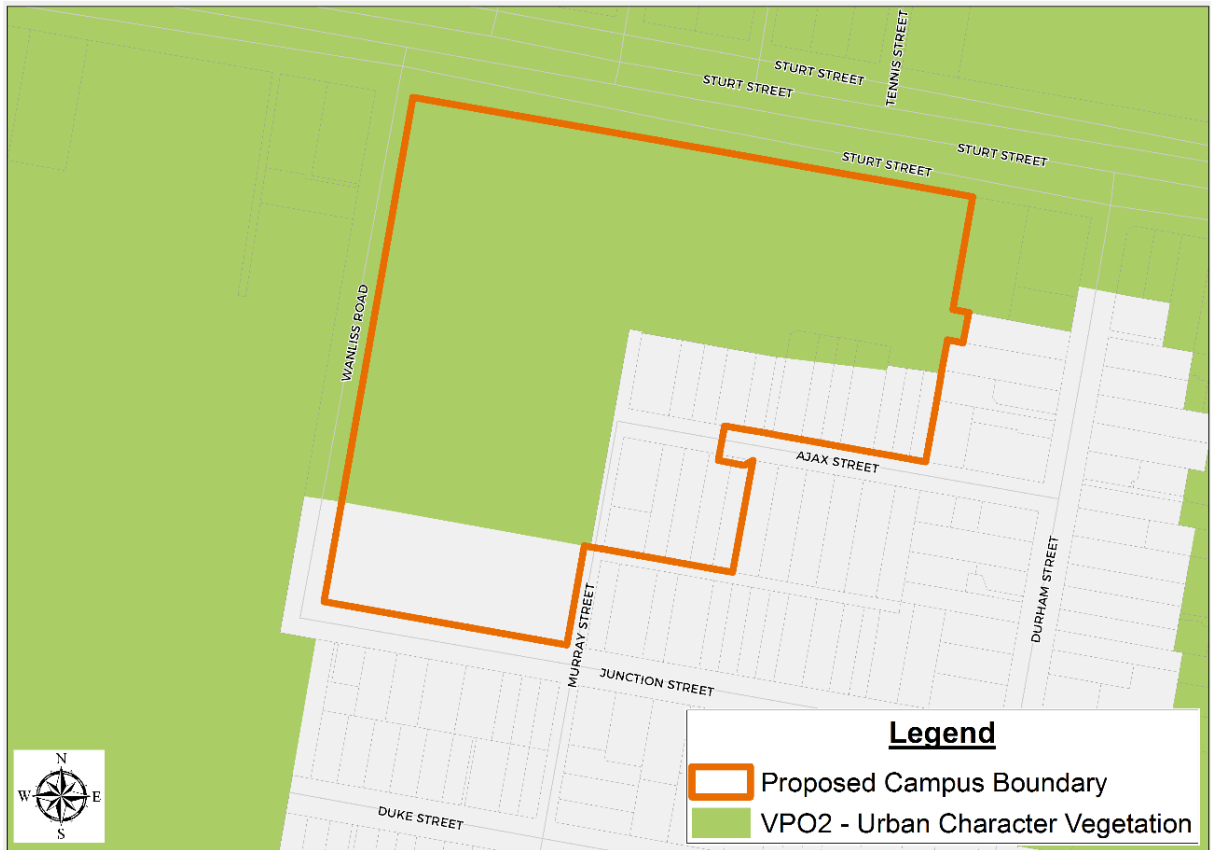 STURT STREET
TENNIS STREET
STURT STREET
STURT STREET
STURT STREET
WANLISS ROAD
AJAX STREET
DURHAM STREET
MURRAY STREET
JUNCTION STREET
DUKE STREET
N
W E
S
Legend
Proposed Campus Boundary
VPO2 - Urban Character Vegetation